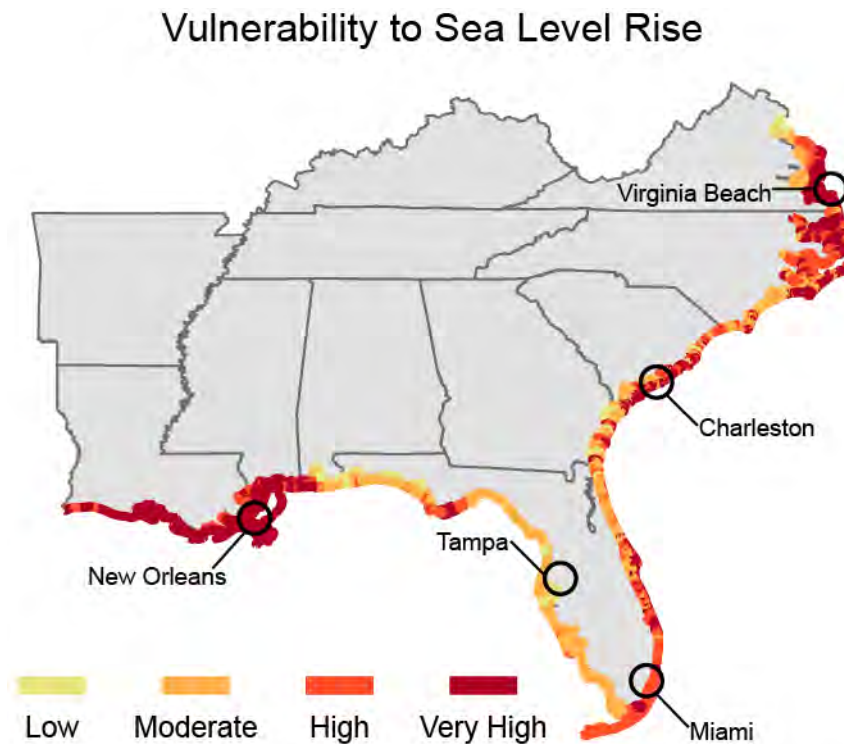 Vulnerability to Sea Level Rise
Virginia Beach
Charleston
Tampa
New Orleans
Miami
Low Moderate High Very High